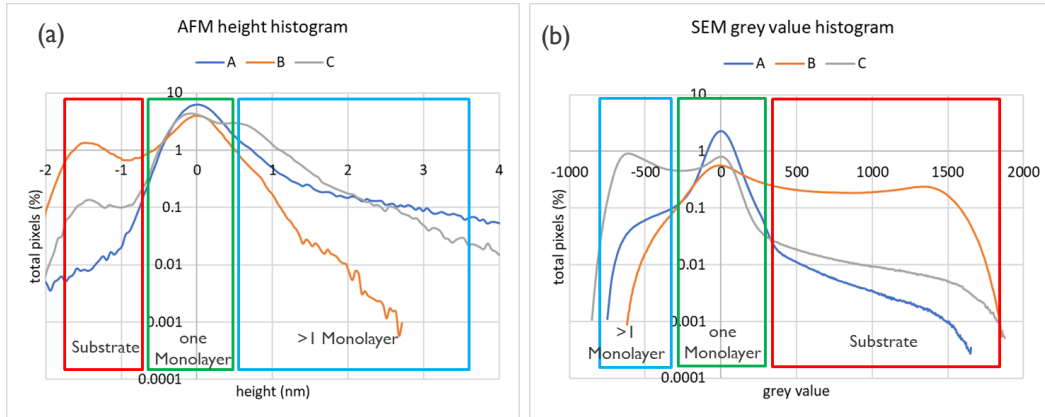 (a)
AFM height histogram
A B C
10
1
0.1
0.01
0.001
0.0001
-2 -1 0 1 2 3 4
total pixels (%)
height (nm)
Substrate
one
Monolayer
>1 Monolayer
(b)
SEM grey value histogram
A B C
10
1
0.1
0.01
0.001
0.0001
-1000 -500 0 500 1000 1500 2000
total pixels (%)
grey value
>1
Monolayer
one
Monolayer
Substrate